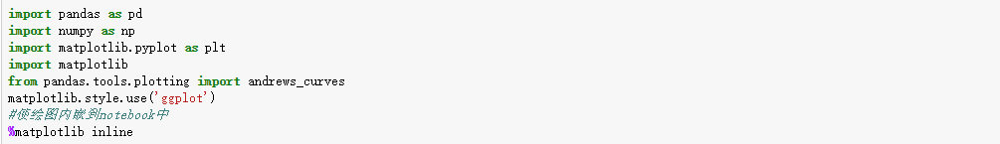 import pandas as pd
import numpy as np
import matplotlib.pyplot as plt
import matplotlib
from pandas.tools.plotting import andrews_curves
matplotlib.style.use('ggplot')
#使绘图内嵌到notebook中
%matplotlib inline